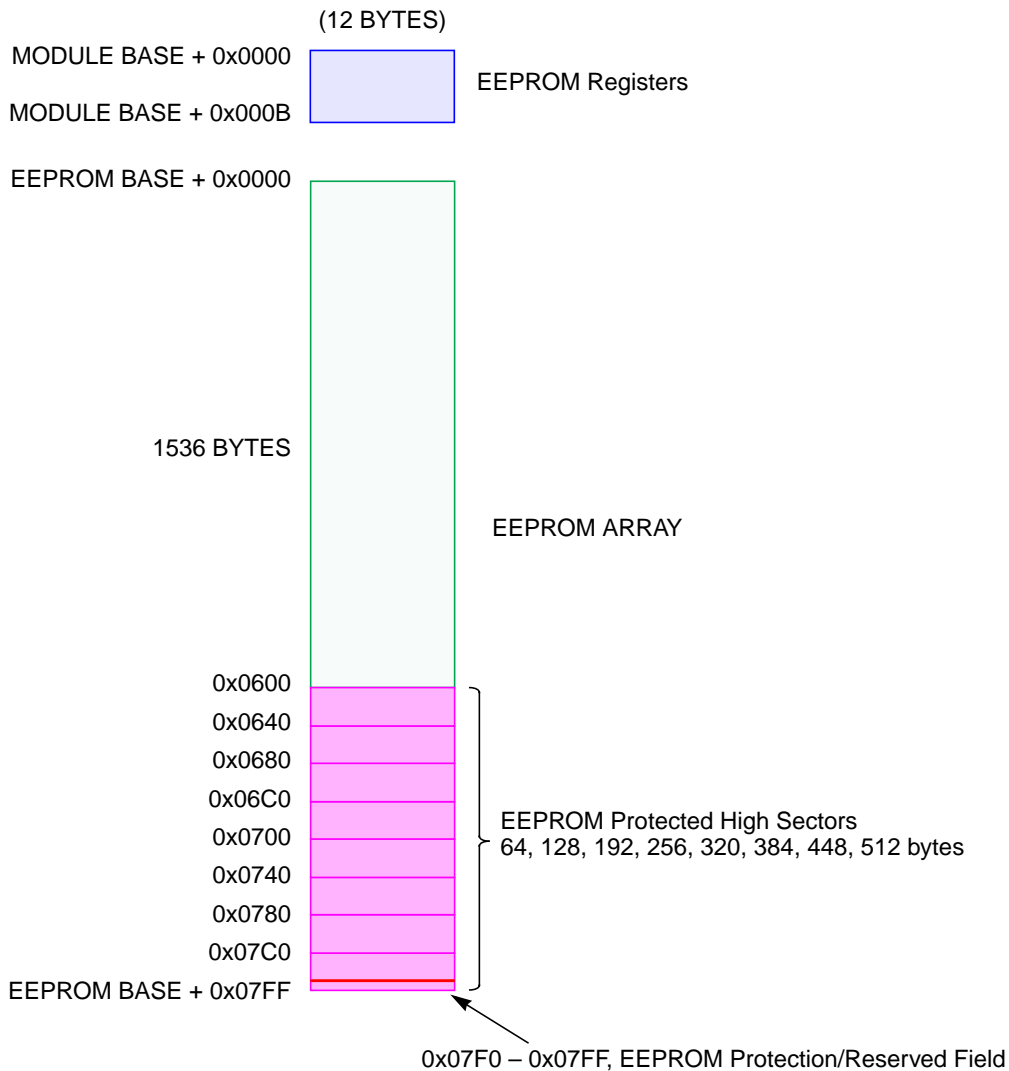 (12 BYTES)
MODULE BASE + 0x0000
EEPROM Registers
MODULE BASE + 0x000B
EEPROM BASE + 0x0000
1536 BYTES
EEPROM ARRAY
0x0600
0x0640
0x0680
0x06C0
0x0700
0x0740
0x0780
0x07C0
EEPROM Protected High Sectors
64, 128, 192, 256, 320, 384, 448, 512 bytes
EEPROM BASE + 0x07FF
0x07F0 – 0x07FF, EEPROM Protection/Reserved Field